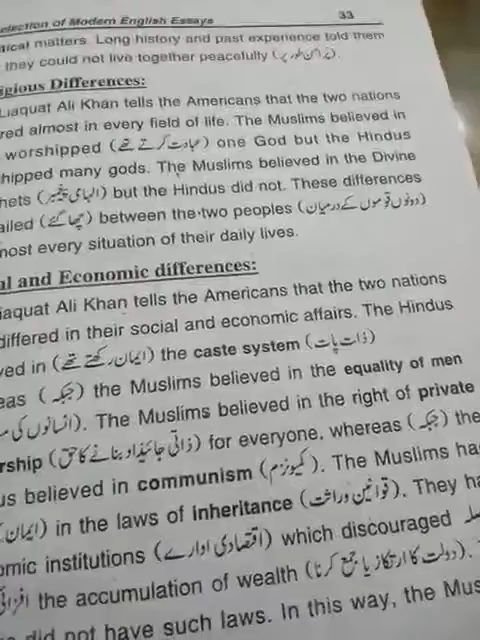 election of Modern English Essays 33
tical matters. Long history and past experience told them
they could not live together peacefully (پُر امن طور پر).
igious Differences:
Liaquat Ali Khan tells the Americans that the two nations
red almost in every field of life. The Muslims believed in
worshipped (عبادت کرتے تھے) one God but the Hindus
hipped many gods. The Muslims believed in the Divine
hets (الہامی پیغمبر) but the Hindus did not. These differences
ailed (چھا گئے) between the two peoples (دونوں قوموں کے درمیان)
most every situation of their daily lives.
al and Economic differences:
iaquat Ali Khan tells the Americans that the two nations
differed in their social and economic affairs. The Hindus
ved in (ایمان رکھتے تھے) the caste system (ذات پات)
eas (جبکہ) the Muslims believed in the equality of men
(انسانوں کی). The Muslims believed in the right of private
rship (ذاتی جائیداد بنانے کا حق) for everyone, whereas (جبکہ) the
us believed in communism (کمیونزم). The Muslims ha
(ایمان) in the laws of inheritance (قوانین وراثت). They ha
omic institutions (اقتصادی ادارے) which discouraged
the accumulation of wealth (دولت کا ارتکاز یا جمع کرنا).
did not have such laws. In this way, the Mus